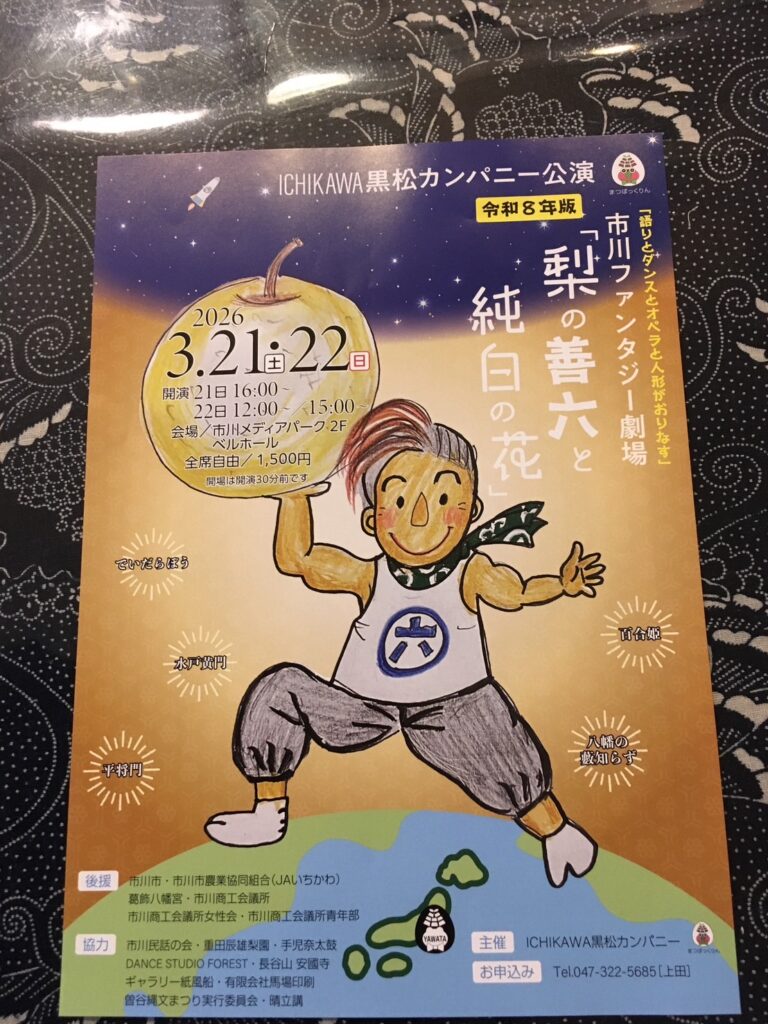 ICHIKAWA黒松カンパニー公演
まつぼっくりん
令和8年版
「語りとダンスとオペラと人形がおりなす」
市川ファンタジー劇場
「梨の善六と
純白の花」
2026
3.21土・22日
開演 21日 16:00~
22日 12:00~ 15:00~
会場/市川メディアパーク 2F
ベルホール
全席自由/1,500円
開場は開演30分前です
六
でいだらぼう
水戸黄門
平将門
百合姫
八幡の
藪知らず
後援 市川市・市川市農業協同組合(JAいちかわ)
葛飾八幡宮・市川商工会議所
市川商工会議所女性会・市川商工会議所青年部
協力 市川民話の会・重田辰雄梨園・手児奈太鼓
DANCE STUDIO FOREST・長谷山 安國寺
ギャラリー紙風船・有限会社馬場印刷
曽谷縄文まつり実行委員会・晴立講
YAWATA
主催 ICHIKAWA黒松カンパニー
まつぼっくりん
お申込み Tel.047-322-5685[上田]